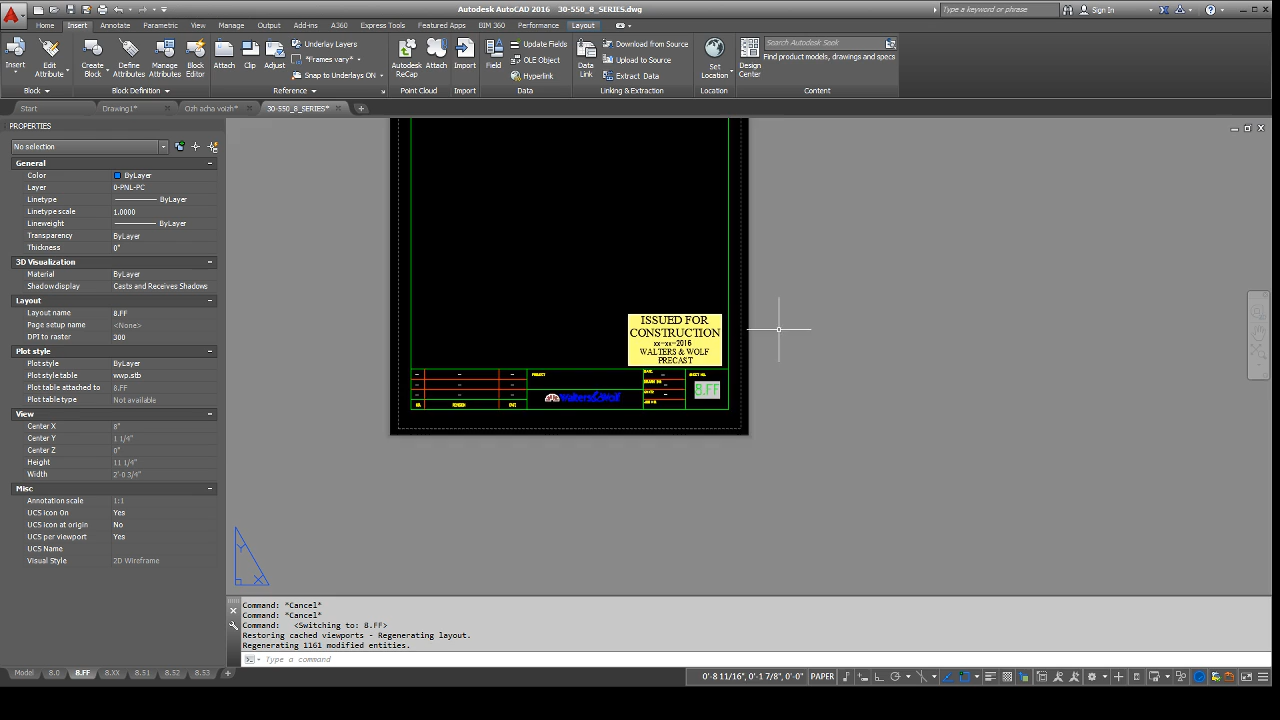 Autodesk AutoCAD 2016   30-550_8_SERIES.dwg
Type a keyword or phrase
Sign In
Home Insert Annotate Parametric View Manage Output Add-ins A360 Express Tools Featured Apps BIM 360 Performance Layout
Insert
Edit Attribute
Create Block
Define Attributes
Manage Attributes
Block Editor
Attach
Clip
Adjust
Underlay Layers
*Frames vary*
Snap to Underlays ON
Autodesk ReCap
Attach
Import
Field
Update Fields
OLE Object
Hyperlink
Data Link
Download from Source
Upload to Source
Extract Data
Set Location
Design Center
Search Autodesk Seek
Find product models, drawings and specs
Block Block Definition Reference Point Cloud Import Data Linking & Extraction Location Content
Start Drawing1* Ozh acha voizh* 30-550_8_SERIES*
PROPERTIES
No selection
General
Color ByLayer
Layer 0-PNL-PC
Linetype ByLayer
Linetype scale 1.0000
Lineweight ByLayer
Transparency ByLayer
Thickness 0"
3D Visualization
Material ByLayer
Shadow display Casts and Receives Shadows
Layout
Layout name 8.FF
Page setup name <None>
DPI to raster 300
Plot style
Plot style ByLayer
Plot style table wwp.stb
Plot table attached to 8.FF
Plot table type Not available
View
Center X 8"
Center Y 1 1/4"
Center Z 0"
Height 11 1/4"
Width 2'-0 3/4"
Misc
Annotation scale 1:1
UCS icon On Yes
UCS icon at origin No
UCS per viewport Yes
UCS Name
Visual Style 2D Wireframe
ISSUED FOR
CONSTRUCTION
xx-xx-2016
WALTERS & WOLF
PRECAST
PROJECT
SHEET NO.
8.FF
Walters&Wolf
NO. REVISION DATE
Y
X
Command: *Cancel*
Command: *Cancel*
Command:   <Switching to: 8.FF>
Restoring cached viewports - Regenerating layout.
Regenerating 1161 modified entities.
Type a command
Model 8.0 8.FF 8.XX 8.51 8.52 8.53
0'-8 11/16", 0'-1 7/8", 0'-0" PAPER